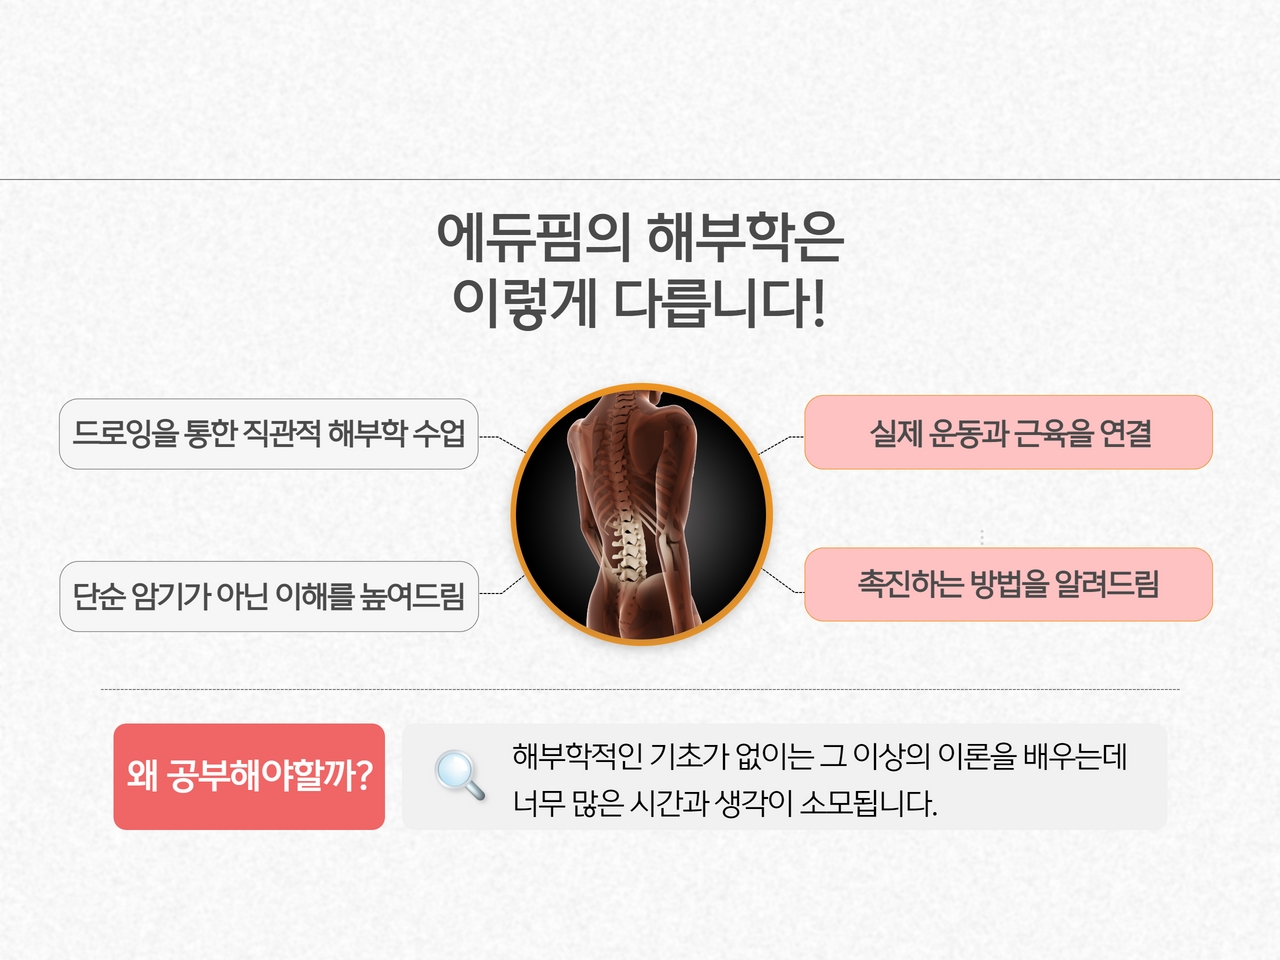 에듀핌의 해부학은
이렇게 다릅니다!
드로잉을 통한 직관적 해부학 수업
실제 운동과 근육을 연결
단순 암기가 아닌 이해를 높여드림
촉진하는 방법을 알려드림
왜 공부해야할까?
해부학적인 기초가 없이는 그 이상의 이론을 배우는데
너무 많은 시간과 생각이 소모됩니다.